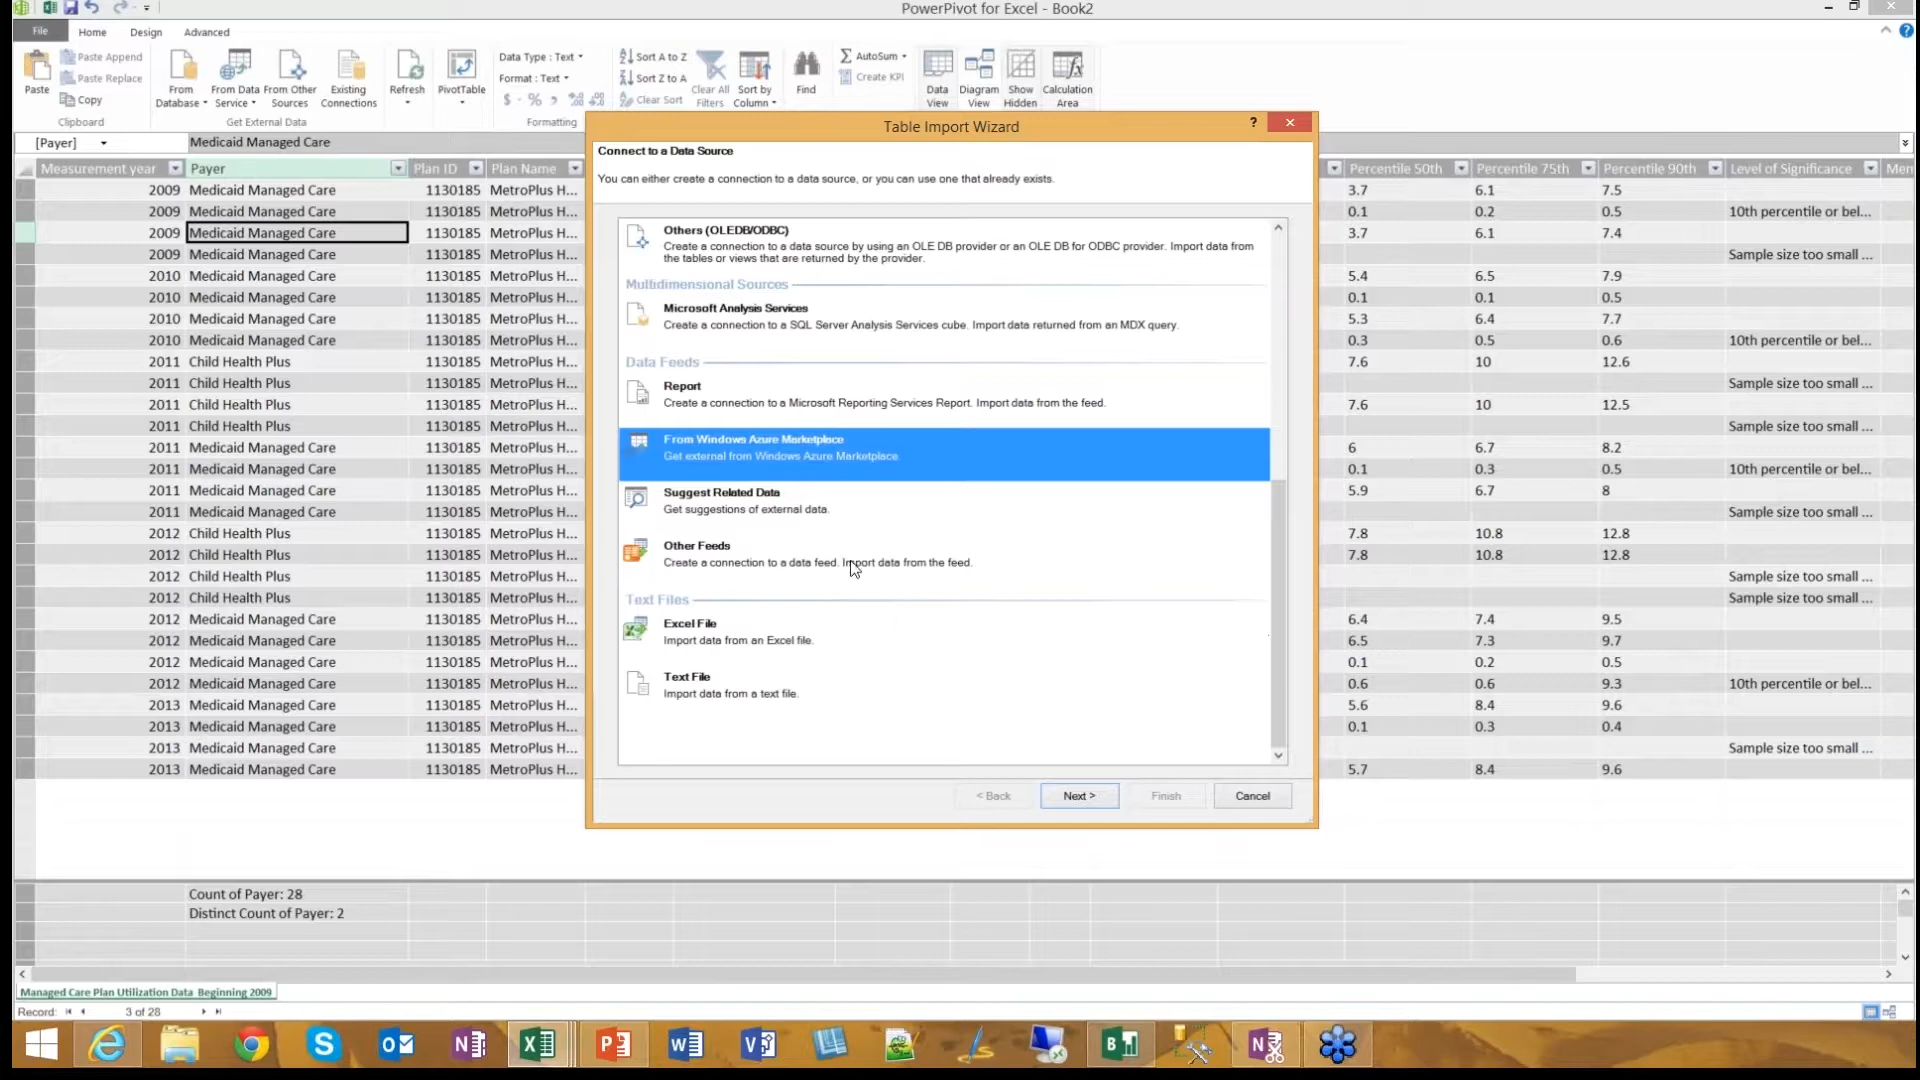 PowerPivot for Excel - Book2
File Home Design Advanced
Paste
Paste Append
Paste Replace
Copy
Clipboard
From Database
From Data Service
From Other Sources
Existing Connections
Get External Data
Refresh
PivotTable
Data Type : Text
Format : Text
$ %
Formatting
Sort A to Z
Sort Z to A
Clear Sort
Clear All Filters
Sort by Column
Find
AutoSum
Create KPI
Data View
Diagram View
Show Hidden
Calculation Area
[Payer] Medicaid Managed Care
Measurement year Payer Plan ID Plan Name Percentile 50th Percentile 75th Percentile 90th Level of Significance Mem
2009 Medicaid Managed Care 1130185 MetroPlus H... 3.7 6.1 7.5
2009 Medicaid Managed Care 1130185 MetroPlus H... 0.1 0.2 0.5 10th percentile or bel...
2009 Medicaid Managed Care 1130185 MetroPlus H... 3.7 6.1 7.4
2009 Medicaid Managed Care 1130185 MetroPlus H... Sample size too small ...
2010 Medicaid Managed Care 1130185 MetroPlus H... 5.4 6.5 7.9
2010 Medicaid Managed Care 1130185 MetroPlus H... 0.1 0.1 0.5
2010 Medicaid Managed Care 1130185 MetroPlus H... 5.3 6.4 7.7
2010 Medicaid Managed Care 1130185 MetroPlus H... 0.3 0.5 0.6 10th percentile or bel...
2011 Child Health Plus 1130185 MetroPlus H... 7.6 10 12.6
2011 Child Health Plus 1130185 MetroPlus H... Sample size too small ...
2011 Child Health Plus 1130185 MetroPlus H... 7.6 10 12.5
2011 Child Health Plus 1130185 MetroPlus H... Sample size too small ...
2011 Medicaid Managed Care 1130185 MetroPlus H... 6 6.7 8.2
2011 Medicaid Managed Care 1130185 MetroPlus H... 0.1 0.3 0.5 10th percentile or bel...
2011 Medicaid Managed Care 1130185 MetroPlus H... 5.9 6.7 8
2011 Medicaid Managed Care 1130185 MetroPlus H... Sample size too small ...
2012 Child Health Plus 1130185 MetroPlus H... 7.8 10.8 12.8
2012 Child Health Plus 1130185 MetroPlus H... 7.8 10.8 12.8
2012 Child Health Plus 1130185 MetroPlus H... Sample size too small ...
2012 Child Health Plus 1130185 MetroPlus H... Sample size too small ...
2012 Medicaid Managed Care 1130185 MetroPlus H... 6.4 7.4 9.5
2012 Medicaid Managed Care 1130185 MetroPlus H... 6.5 7.3 9.7
2012 Medicaid Managed Care 1130185 MetroPlus H... 0.1 0.2 0.5
2012 Medicaid Managed Care 1130185 MetroPlus H... 0.6 0.6 9.3 10th percentile or bel...
2013 Medicaid Managed Care 1130185 MetroPlus H... 5.6 8.4 9.6
2013 Medicaid Managed Care 1130185 MetroPlus H... 0.1 0.3 0.4
2013 Medicaid Managed Care 1130185 MetroPlus H... Sample size too small ...
2013 Medicaid Managed Care 1130185 MetroPlus H... 5.7 8.4 9.6
Table Import Wizard
?
Connect to a Data Source
You can either create a connection to a data source, or you can use one that already exists.
Others (OLEDB/ODBC)
Create a connection to a data source by using an OLE DB provider or an OLE DB for ODBC provider. Import data from
the tables or views that are returned by the provider.
Multidimensional Sources
Microsoft Analysis Services
Create a connection to a SQL Server Analysis Services cube. Import data returned from an MDX query.
Data Feeds
Report
Create a connection to a Microsoft Reporting Services Report. Import data from the feed.
From Windows Azure Marketplace
Get external from Windows Azure Marketplace.
Suggest Related Data
Get suggestions of external data.
Other Feeds
Create a connection to a data feed. Import data from the feed.
Text Files
Excel File
Import data from an Excel file.
Text File
Import data from a text file.
< Back Next > Finish Cancel
Count of Payer: 28
Distinct Count of Payer: 2
Managed Care Plan Utilization Data Beginning 2009
Record: 3 of 28